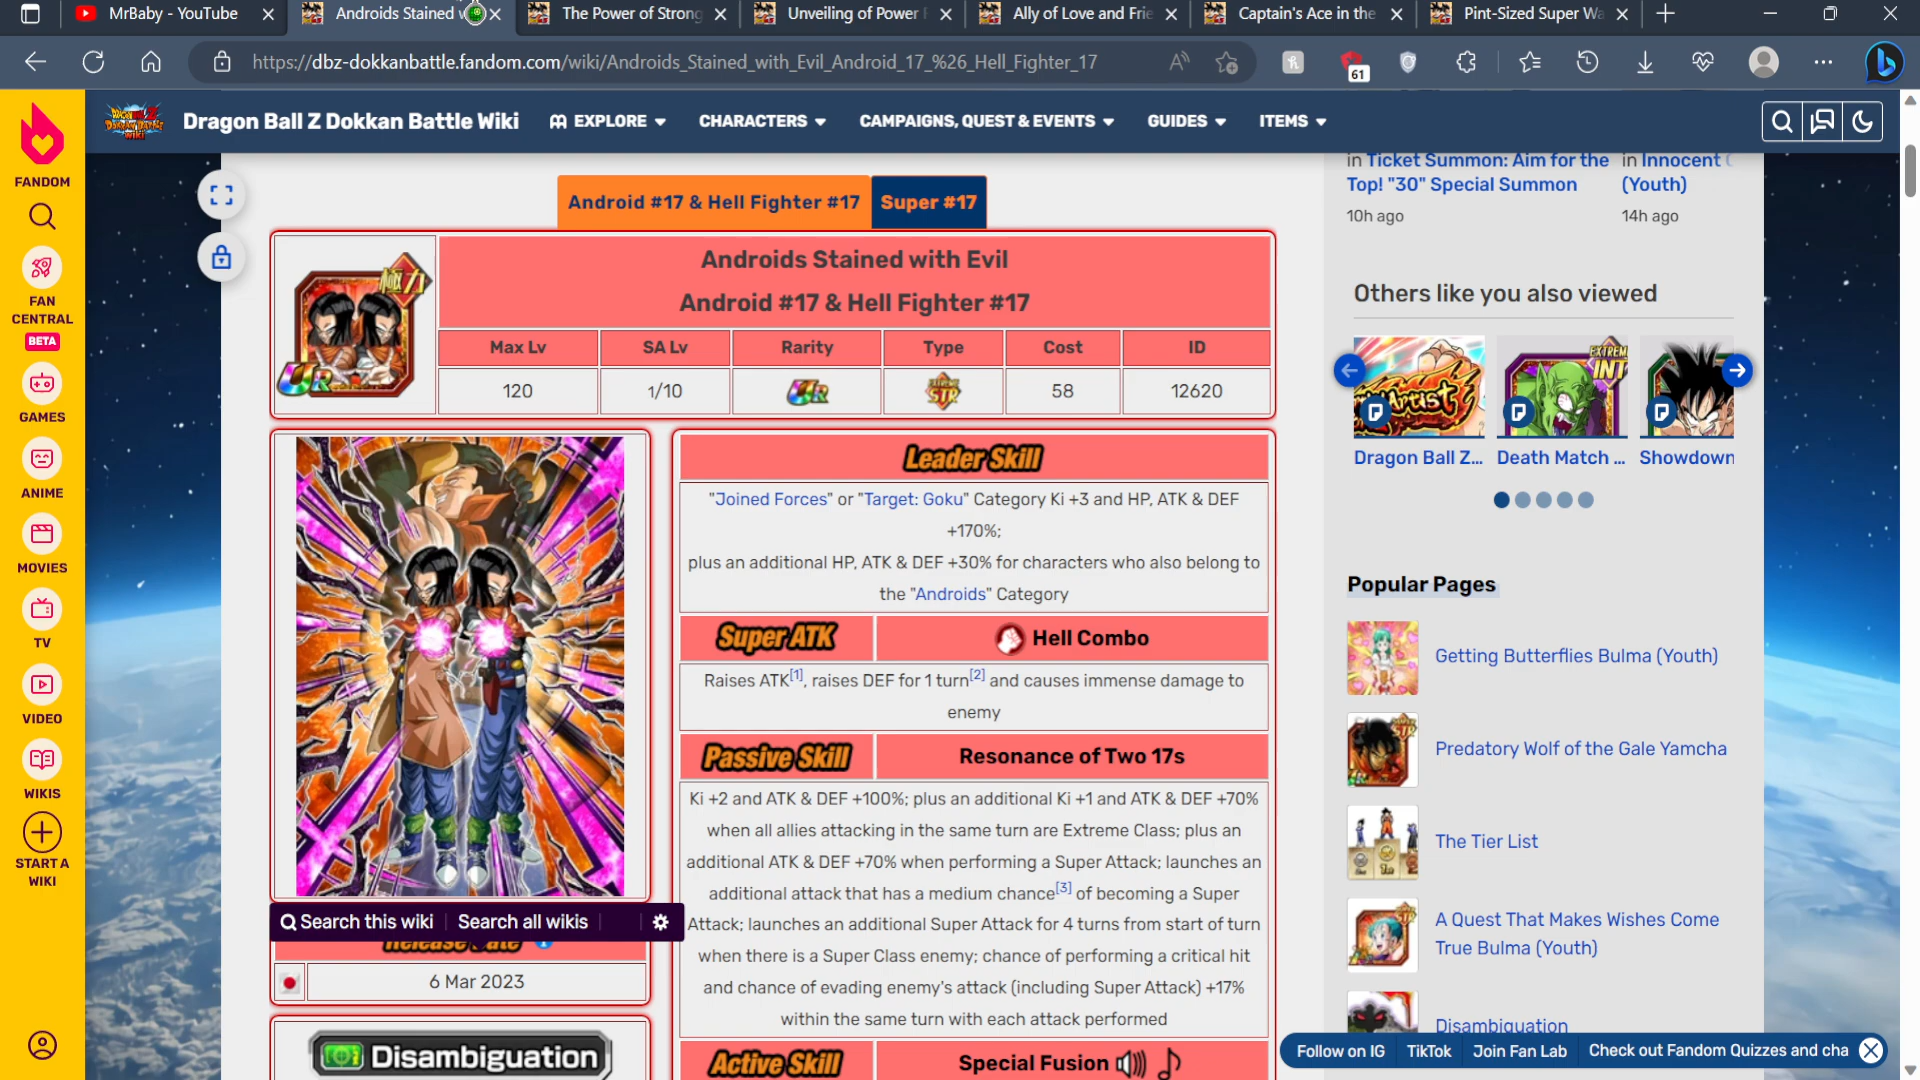 MrBaby - YouTube
Androids Stained
The Power of Strong
Unveiling of Power
Ally of Love and Frie
Captain's Ace in the
Pint-Sized Super Wa
https://dbz-dokkanbattle.fandom.com/wiki/Androids_Stained_with_Evil_Android_17_%26_Hell_Fighter_17
61
FANDOM
FAN
CENTRAL
BETA
GAMES
ANIME
MOVIES
TV
VIDEO
WIKIS
START A
WIKI
Dragon Ball Z Dokkan Battle Wiki
EXPLORE
CHARACTERS
CAMPAIGNS, QUEST & EVENTS
GUIDES
ITEMS
Android #17 & Hell Fighter #17
Super #17
Androids Stained with Evil
Android #17 & Hell Fighter #17
Max Lv
SA Lv
Rarity
Type
Cost
ID
120
1/10
UR
EXTREME
STR
58
12620
UR
極力
Leader Skill
"Joined Forces" or "Target: Goku" Category Ki +3 and HP, ATK & DEF
+170%;
plus an additional HP, ATK & DEF +30% for characters who also belong to
the "Androids" Category
Super ATK
Hell Combo
Raises ATK[1], raises DEF for 1 turn[2] and causes immense damage to
enemy
Passive Skill
Resonance of Two 17s
Ki +2 and ATK & DEF +100%; plus an additional Ki +1 and ATK & DEF +70%
when all allies attacking in the same turn are Extreme Class; plus an
additional ATK & DEF +70% when performing a Super Attack; launches an
additional attack that has a medium chance[3] of becoming a Super
Attack; launches an additional Super Attack for 4 turns from start of turn
when there is a Super Class enemy; chance of performing a critical hit
and chance of evading enemy's attack (including Super Attack) +17%
within the same turn with each attack performed
Active Skill
Special Fusion
Search this wiki
Search all wikis
Release Date
6 Mar 2023
Disambiguation
in Ticket Summon: Aim for the
Top! "30" Special Summon
10h ago
in Innocent
(Youth)
14h ago
Others like you also viewed
Artist
EXTREME
INT
Dragon Ball Z...
Death Match ...
Showdown
Popular Pages
Getting Butterflies Bulma (Youth)
Predatory Wolf of the Gale Yamcha
The Tier List
A Quest That Makes Wishes Come
True Bulma (Youth)
Disambiguation
Follow on IG
TikTok
Join Fan Lab
Check out Fandom Quizzes and cha